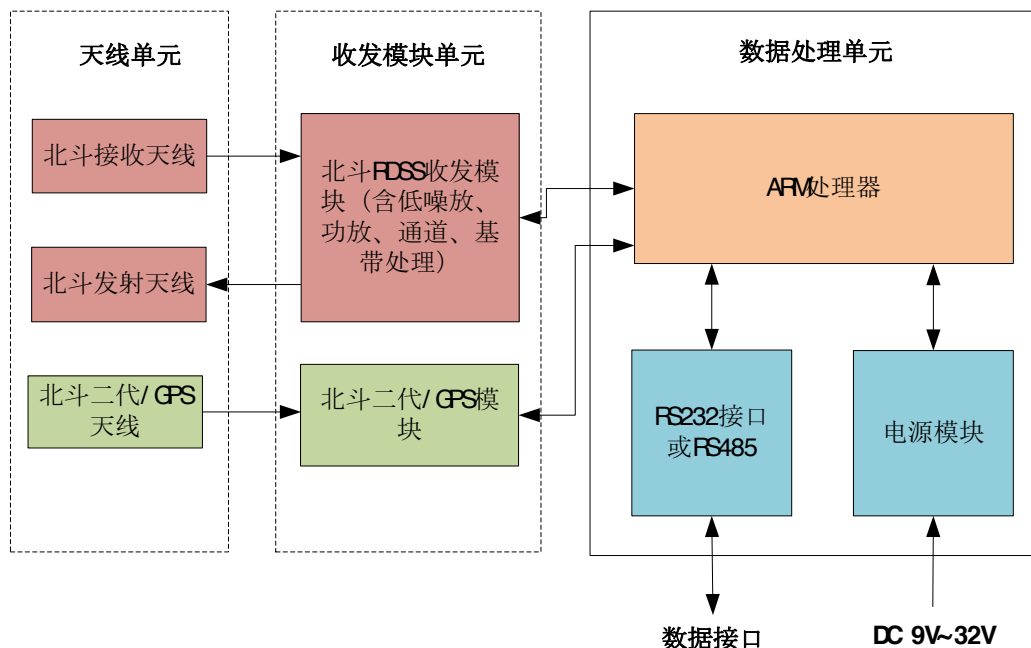 天线单元
收发模块单元
数据处理单元
北斗接收天线
北斗发射天线
北斗二代/GPS
天线
北斗RDSS收发模
块（含低噪放、
功放、通道、基
带处理）
北斗二代/GPS模
块
ARM处理器
RS232接口
或RS485
电源模块
数据接口
DC 9V~32V